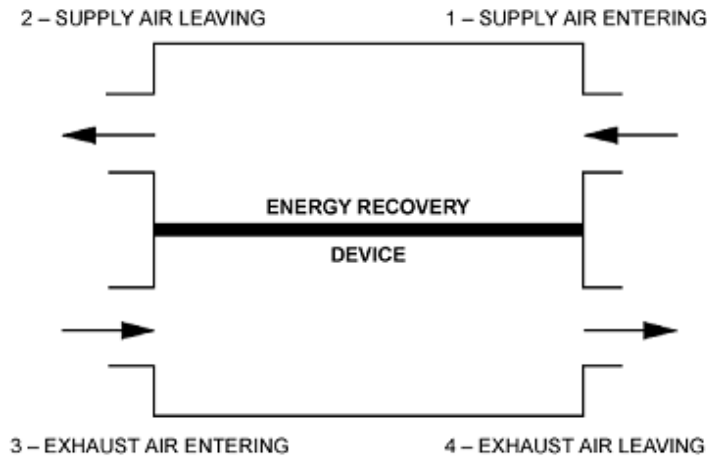 2 – SUPPLY AIR LEAVING
1 – SUPPLY AIR ENTERING
ENERGY RECOVERY
DEVICE
3 – EXHAUST AIR ENTERING
4 – EXHAUST AIR LEAVING